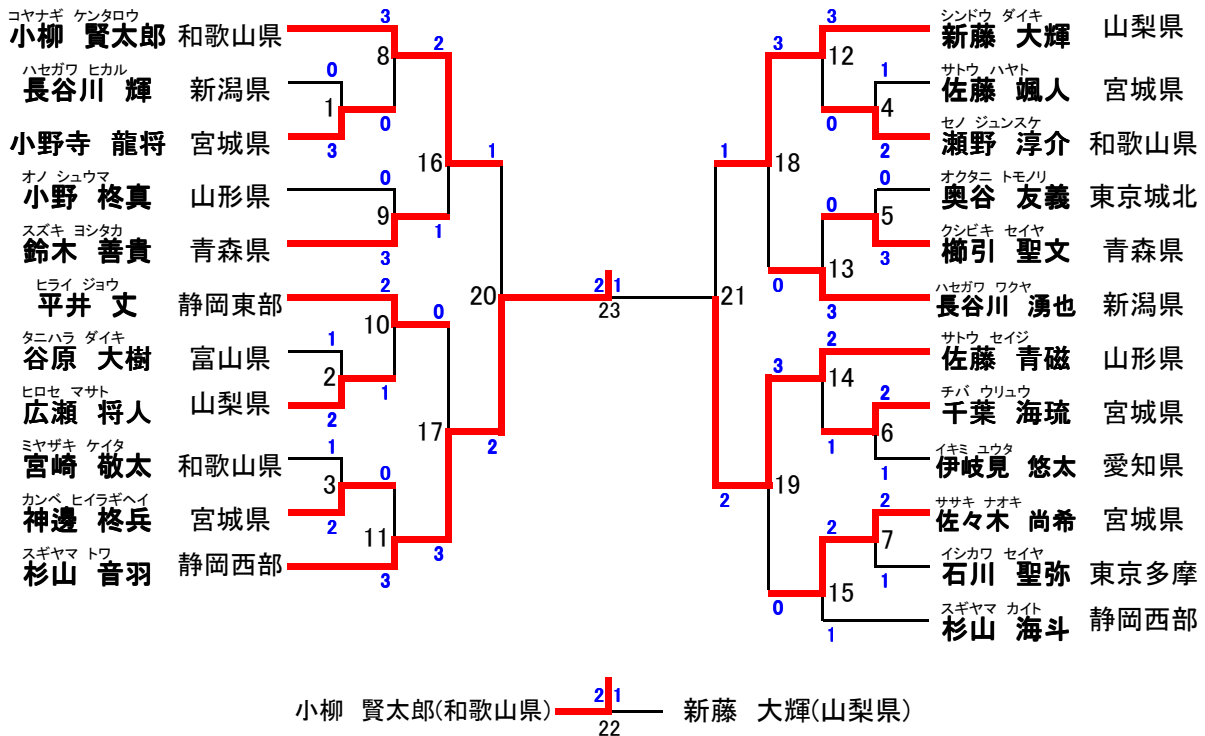 コヤナギ ケンタロウ
小柳 賢太郎 和歌山県
ハセガワ ヒカル
長谷川 輝 新潟県
小野寺 龍将 宮城県
オノ シュウマ
小野 柊真 山形県
スズキ ヨシタカ
鈴木 善貴 青森県
ヒライ ジョウ
平井 丈 静岡東部
タニハラ ダイキ
谷原 大樹 富山県
ヒロセ マサト
広瀬 将人 山梨県
ミヤザキ ケイタ
宮崎 敬太 和歌山県
カンベ ヒイラギヘイ
神邊 柊兵 宮城県
スギヤマ トワ
杉山 音羽 静岡西部
3
0
1
3
8
0
2
0
9
3
1
16
1
2
10
1
2
2
1
0
1
3
2
0
11
3
17
3
20
2
2 1
23
シンドウ ダイキ
新藤 大輝 山梨県
サトウ ハヤト
佐藤 颯人 宮城県
セノ ジュンスケ
瀬野 淳介 和歌山県
オクタニ トモノリ
奥谷 友義 東京城北
クシビキ セイヤ
櫛引 聖文 青森県
ハセガワ ワクヤ
長谷川 湧也 新潟県
サトウ セイジ
佐藤 青磁 山形県
チバ ウリュウ
千葉 海琉 宮城県
イキミ ユウタ
伊岐見 悠太 愛知県
ササキ ナオキ
佐々木 尚希 宮城県
イシカワ セイヤ
石川 聖弥 東京多摩
スギヤマ カイト
杉山 海斗 静岡西部
3
12
1
4
2
0
3
18
0
5
3
0
13
3
0
1
21
2
2
14
2
6
1
1
3
19
0
2
7
1
2
15
1
小柳 賢太郎(和歌山県) 2 1 新藤 大輝(山梨県)
22